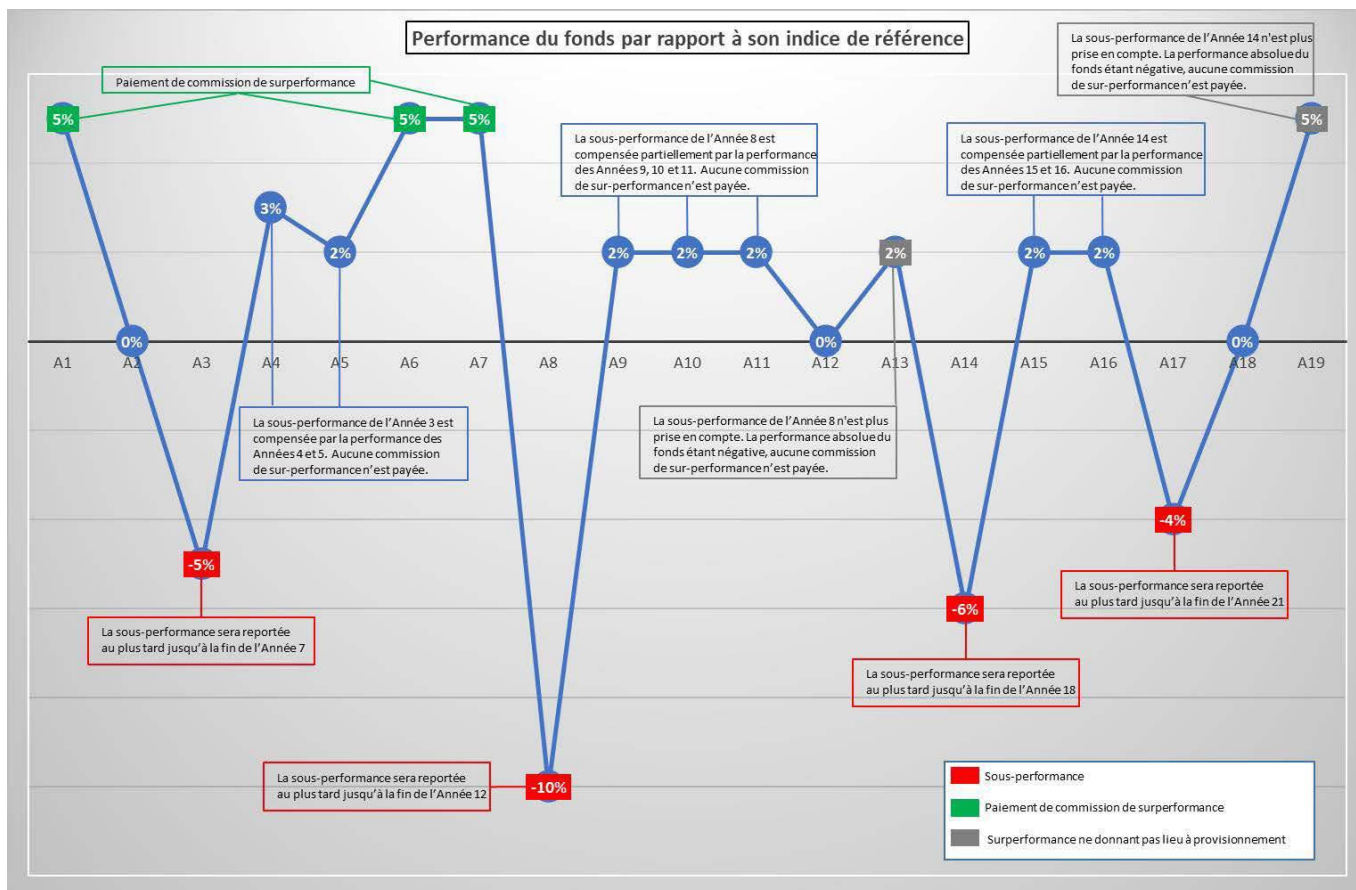 Performance du fonds par rapport à son indice de référence
La sous-performance de l'Année 14 n'est plus
prise en compte. La performance absolue du
fonds étant négative, aucune commission
de sur-performance n'est payée.
Paiement de commission de surperformance
5%
5%
5%
5%
La sous-performance de l'Année 8 est
compensée partiellement par la performance
des Années 9, 10 et 11. Aucune commission
de sur-performance n'est payée.
La sous-performance de l'Année 14 est
compensée partiellement par la performance
des Années 15 et 16. Aucune commission
de sur-performance n'est payée.
3%
2%
2%
2%
2%
2%
2%
2%
0%
0%
0%
A1 A2 A3 A4 A5 A6 A7 A8 A9 A10 A11 A12 A13 A14 A15 A16 A17 A18 A19
La sous-performance de l'Année 3 est
compensée par la performance des
Années 4 et 5. Aucune commission
de sur-performance n'est payée.
La sous-performance de l'Année 8 n'est plus
prise en compte. La performance absolue du
fonds étant négative, aucune commission
de sur-performance n'est payée.
-5%
-4%
-6%
La sous-performance sera reportée
au plus tard jusqu'à la fin de l'Année 7
La sous-performance sera reportée
au plus tard jusqu'à la fin de l'Année 21
La sous-performance sera reportée
au plus tard jusqu'à la fin de l'Année 18
La sous-performance sera reportée
au plus tard jusqu'à la fin de l'Année 12
-10%
Sous-performance
Paiement de commission de surperformance
Surperformance ne donnant pas lieu à provisionnement